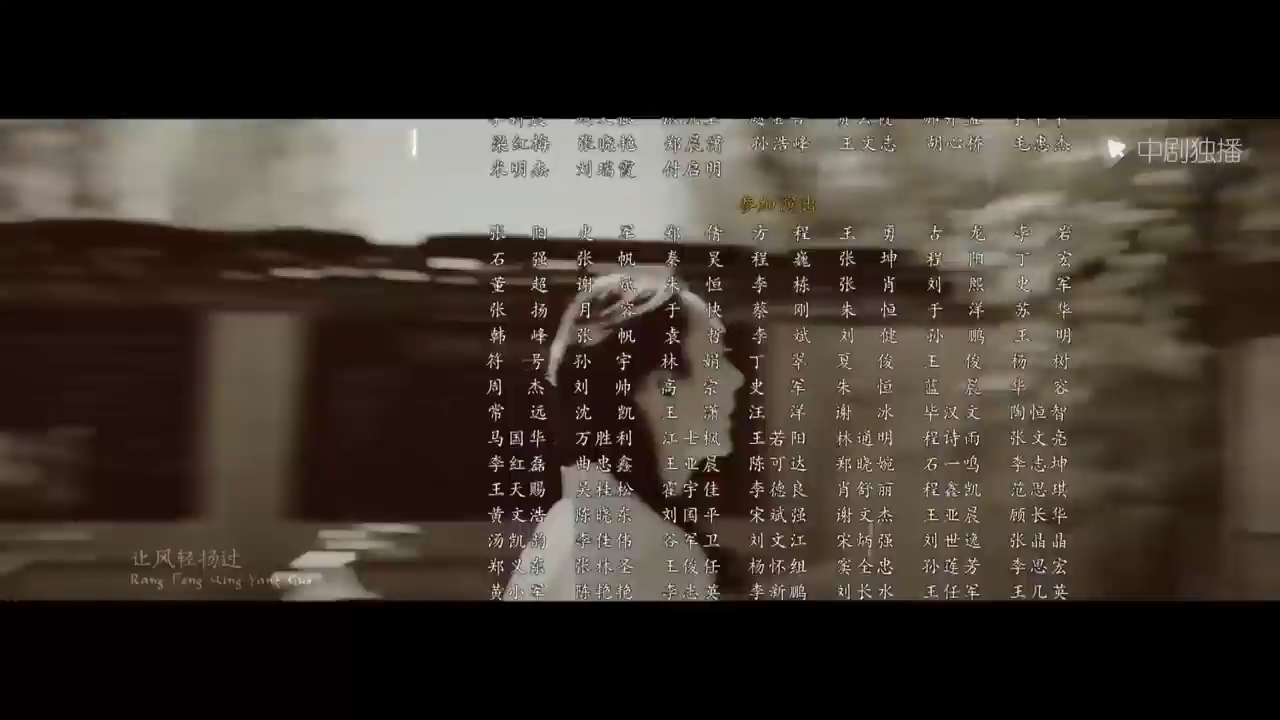 梁红梅 张晓艳 郑晨潇 孙浩峰 王文志 胡心桥 毛忠杰
中剧独播
米明杰 刘瑞霞 付启明
参加演出
张阳 史军 郑倩 方程 王勇 古龙 李岩
石强 张帆 秦昊 程巍 张坤 程阳 丁宏
董超 谢斌 朱恒 李栋 张肖 刘熙 史军
张扬 月容 于快 蔡刚 朱恒 于洋 苏华
韩峰 张帆 袁哲 李斌 刘健 孙鹏 王明
符号 孙宇 林娟 丁翠 夏俊 王俊 杨树
周杰 刘帅 高宗 史军 朱恒 蓝晨 华容
常远 沈凯 王潇 汪洋 谢冰 毕汉文 陶恒智
马国华 万胜利 江士枫 王若阳 林通明 程诗雨 张文亮
李红磊 曲忠鑫 王亚晨 陈可达 郑晓婉 石一鸣 李志坤
王天赐 吴桂松 霍宇佳 李德良 肖舒丽 程鑫凯 范思琪
黄文浩 陈晓东 刘国平 宋斌强 谢文杰 王亚晨 顾长华
汤凯韵 李佳伟 谷军卫 刘文江 宋炳强 刘世逸 张晶晶
郑义东 张林圣 王俊任 杨怀组 窦全忠 孙莲芳 李思宏
黄小军 陈艳艳 李志英 李新鹏 刘长水 王任军 王几英
让风轻扬过
Rang Feng Qing Yang Guo